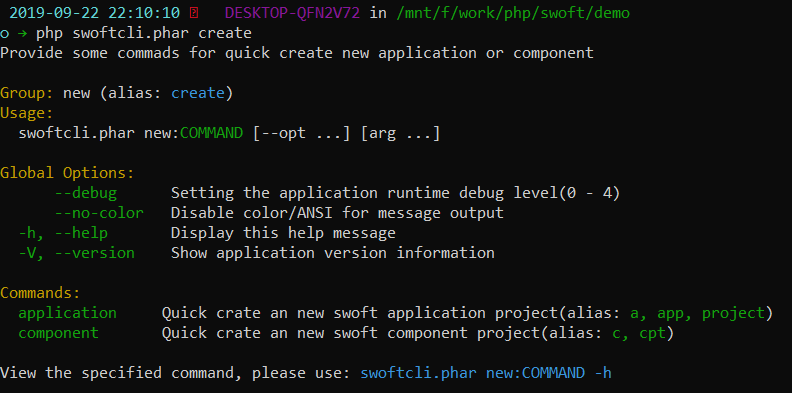 2019-09-22 22:10:10 DESKTOP-QFN2V72 in /mnt/f/work/php/swoft/demo
o → php swoftcli.phar create
Provide some commads for quick create new application or component
Group: new (alias: create)
Usage:
swoftcli.phar new:COMMAND [--opt ...] [arg ...]
Global Options:
--debug Setting the application runtime debug level(0 - 4)
--no-color Disable color/ANSI for message output
-h, --help Display this help message
-V, --version Show application version information
Commands:
application Quick crate an new swoft application project(alias: a, app, project)
component Quick crate an new swoft component project(alias: c, cpt)
View the specified command, please use: swoftcli.phar new:COMMAND -h